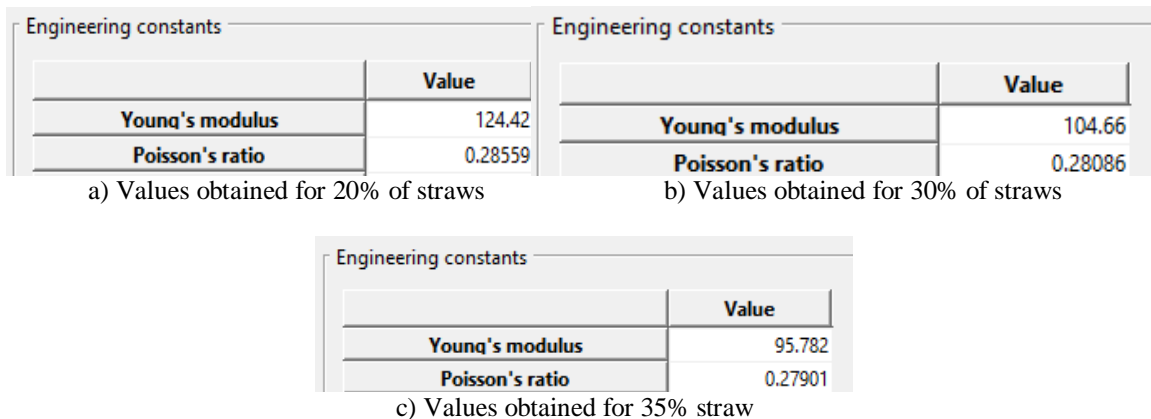 Engineering constants
Value
Young's modulus 124.42
Poisson's ratio 0.28559
a) Values obtained for 20% of straws
Engineering constants
Value
Young's modulus 104.66
Poisson's ratio 0.28086
b) Values obtained for 30% of straws
Engineering constants
Value
Young's modulus 95.782
Poisson's ratio 0.27901
c) Values obtained for 35% straw